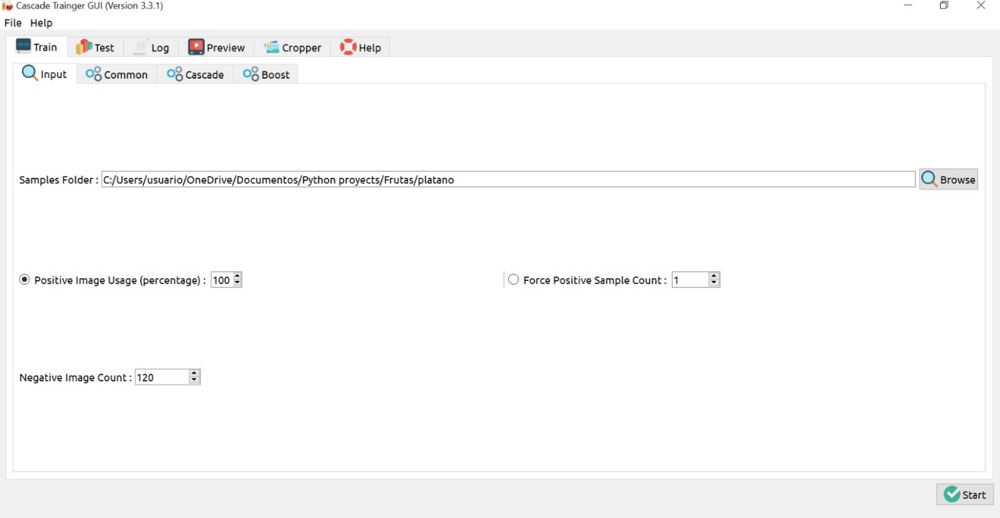 Cascade Trainger GUI (Version 3.3.1)
File Help
Train Test Log Preview Cropper Help
Input Common Cascade Boost
Samples Folder : C:/Users/usuario/OneDrive/Documentos/Python proyects/Frutas/platano Browse
Positive Image Usage (percentage) : 100 Force Positive Sample Count : 1
Negative Image Count : 120
Start